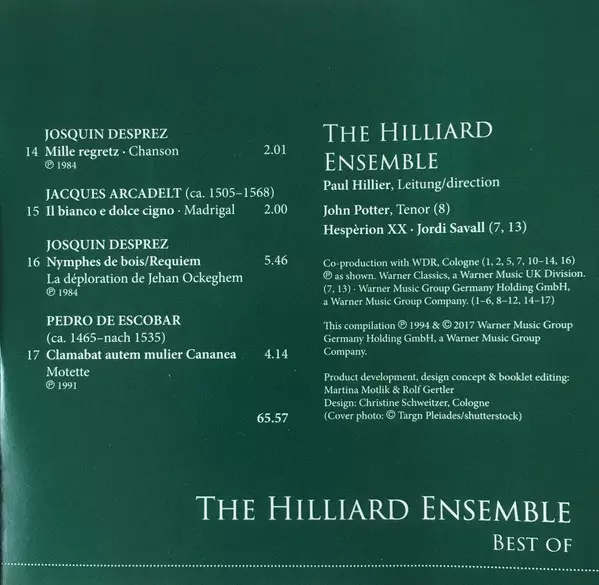 JOSQUIN DESPREZ
14 Mille regretz · Chanson 2.01
℗ 1984
JACQUES ARCADELT (ca. 1505–1568)
15 Il bianco e dolce cigno · Madrigal 2.00
JOSQUIN DESPREZ
16 Nymphes de bois/Requiem 5.46
La déploration de Jehan Ockeghem
℗ 1984
PEDRO DE ESCOBAR
(ca. 1465–nach 1535)
17 Clamabat autem mulier Cananea 4.14
Motette
℗ 1991
65.57
THE HILLIARD
ENSEMBLE
Paul Hillier, Leitung/direction
John Potter, Tenor (8)
Hespèrion XX · Jordi Savall (7, 13)
Co-production with WDR, Cologne (1, 2, 5, 7, 10–14, 16)
℗ as shown. Warner Classics, a Warner Music UK Division.
(7, 13) · Warner Music Group Germany Holding GmbH,
a Warner Music Group Company. (1–6, 8–12, 14–17)
This compilation ℗ 1994 & © 2017 Warner Music Group
Germany Holding GmbH, a Warner Music Group
Company.
Product development, design concept & booklet editing:
Martina Motlik & Rolf Gertler
Design: Christine Schweitzer, Cologne
(Cover photo: © Targn Pleiades/shutterstock)
THE HILLIARD ENSEMBLE
BEST OF